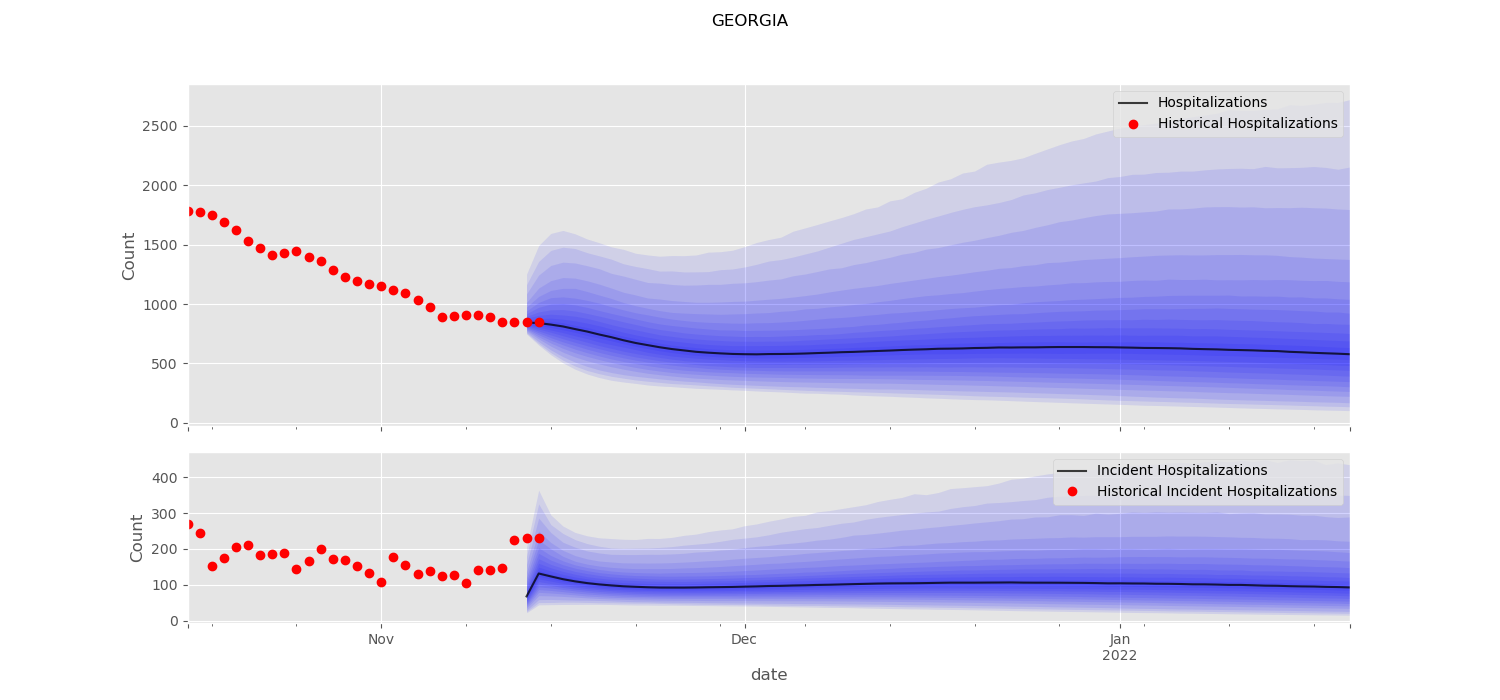 GEORGIA
Count
2500
2000
1500
1000
500
0
Hospitalizations
Historical Hospitalizations
Count
400
300
200
100
0
Incident Hospitalizations
Historical Incident Hospitalizations
Nov
Dec
Jan
2022
date